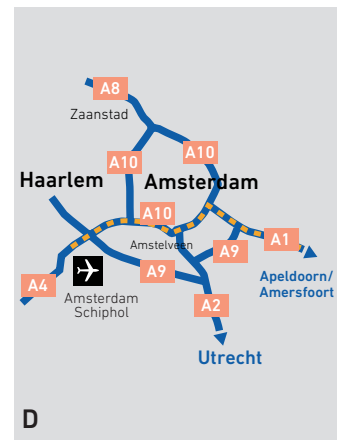 A8
Zaanstad
A10
A10
Haarlem
Amsterdam
A10
Amstelveen
A9
A1
A4
Amsterdam
Schiphol
A9
Apeldoorn/
Amersfoort
A2
Utrecht
D